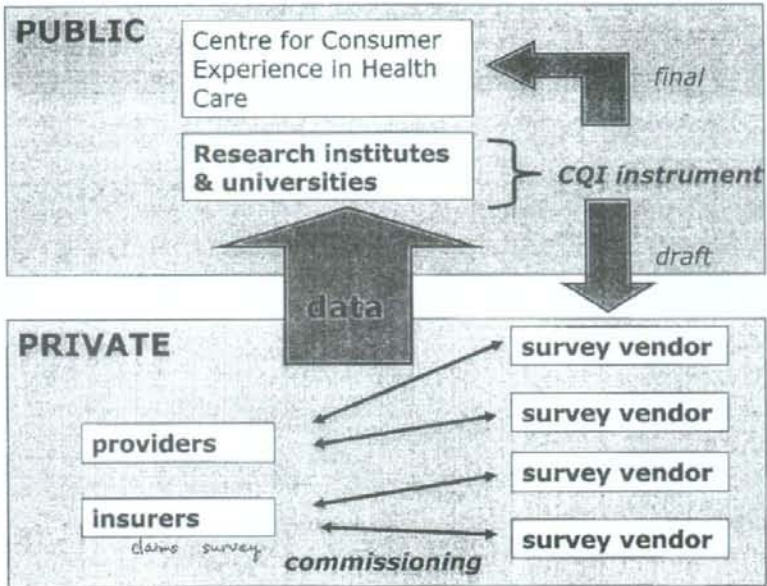 PUBLIC
Centre for Consumer
Experience in Health
Care
final
Research institutes
& universities
CQI instrument
draft
data
PRIVATE
survey vendor
survey vendor
providers
survey vendor
insurers
claims survey
survey vendor
commissioning